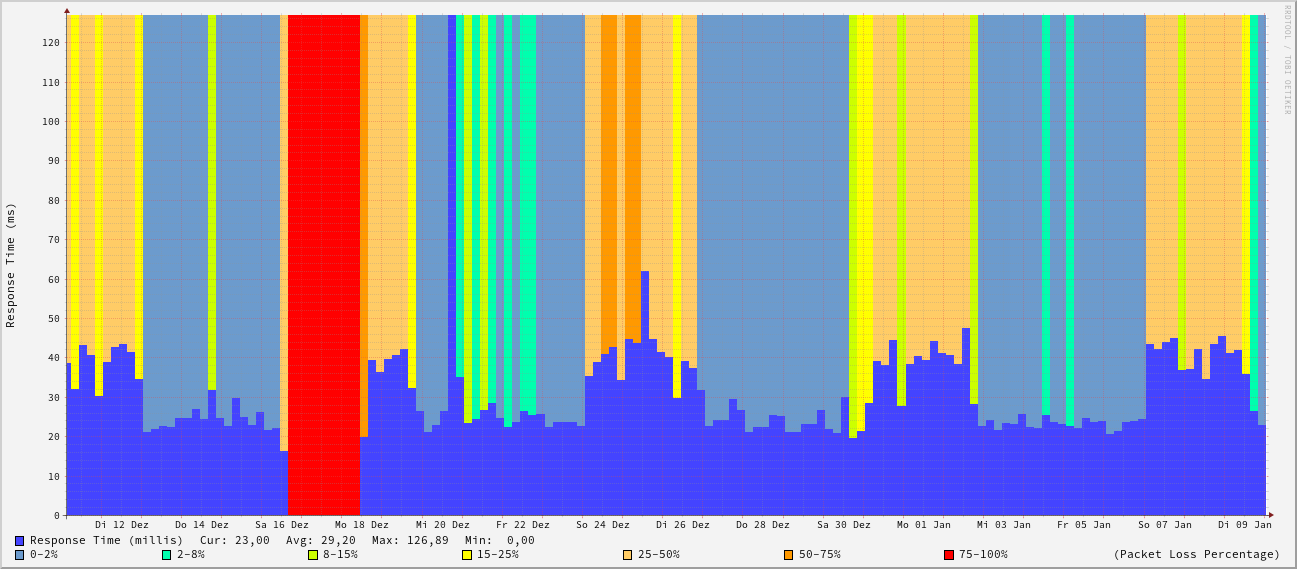 RRDTOOL / TOBI OETIKER
Response Time (ms)
120
110
100
90
80
70
60
50
40
30
20
10
0
Di 12 Dez Do 14 Dez Sa 16 Dez Mo 18 Dez Mi 20 Dez Fr 22 Dez So 24 Dez Di 26 Dez Do 28 Dez Sa 30 Dez Mo 01 Jan Mi 03 Jan Fr 05 Jan So 07 Jan Di 09 Jan
Response Time (millis) Cur: 23,00 Avg: 29,20 Max: 126,89 Min: 0,00
0-2% 2-8% 8-15% 15-25% 25-50% 50-75% 75-100% (Packet Loss Percentage)